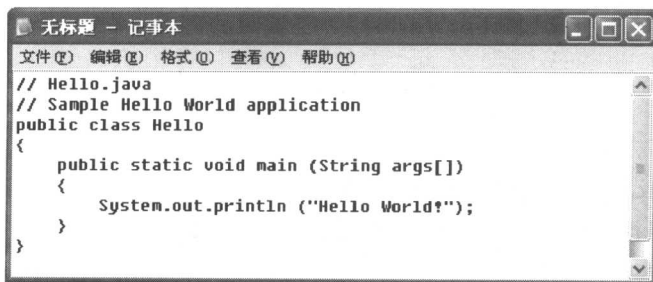 无标题 - 记事本
文件(F) 编辑(E) 格式(O) 查看(V) 帮助(H)
// Hello.java
// Sample Hello World application
public class Hello
{
    public static void main (String args[])
    {
        System.out.println ("Hello World!");
    }
}